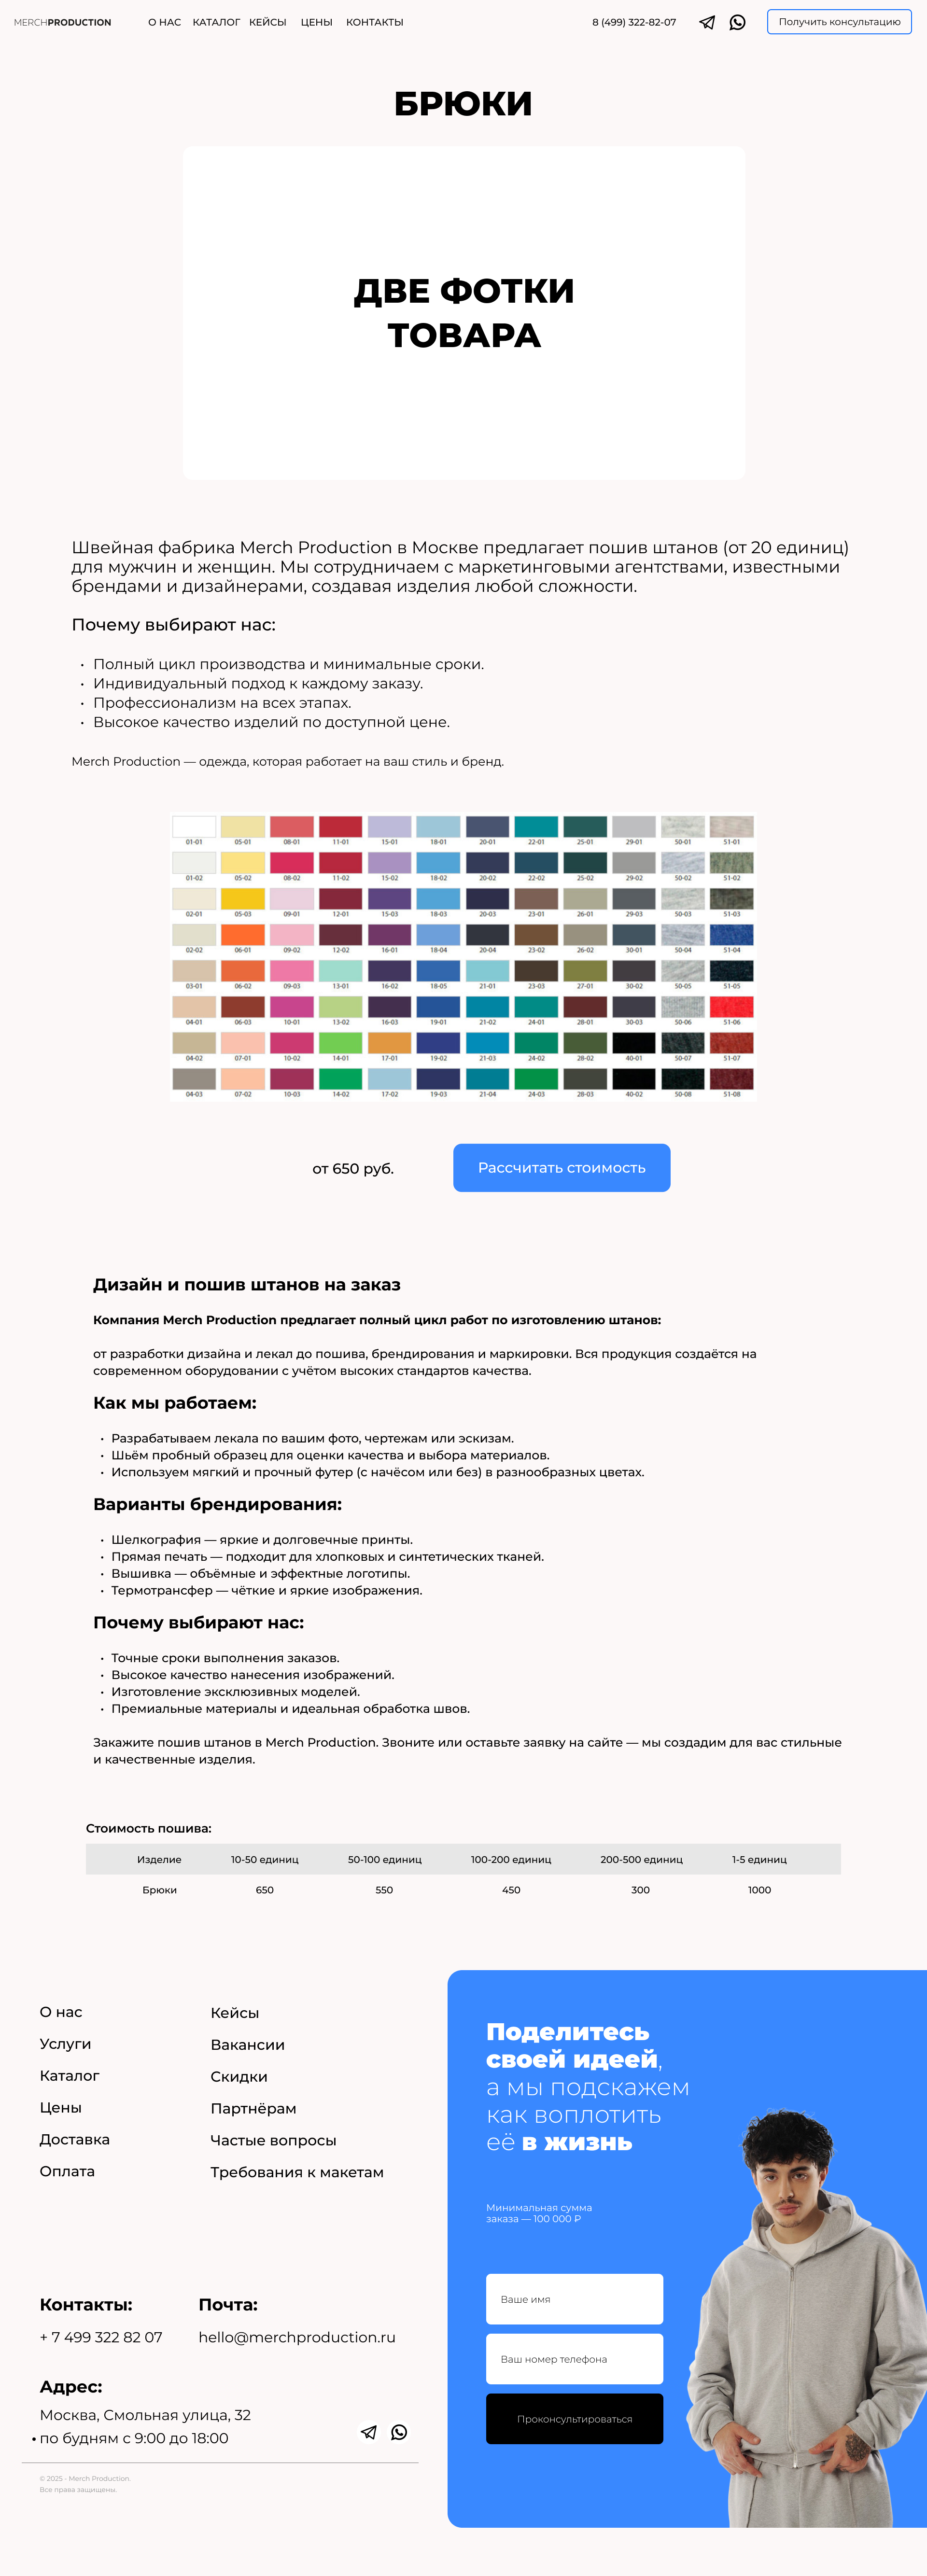 MERCHPRODUCTION О НАС КАТАЛОГ КЕЙСЫ ЦЕНЫ КОНТАКТЫ 8 (499) 322-82-07 Получить консультацию
БРЮКИ
ДВЕ ФОТКИ
ТОВАРА
Швейная фабрика Merch Production в Москве предлагает пошив штанов (от 20 единиц)
для мужчин и женщин. Мы сотрудничаем с маркетинговыми агентствами, известными
брендами и дизайнерами, создавая изделия любой сложности.
Почему выбирают нас:
• Полный цикл производства и минимальные сроки.
• Индивидуальный подход к каждому заказу.
• Профессионализм на всех этапах.
• Высокое качество изделий по доступной цене.
Merch Production — одежда, которая работает на ваш стиль и бренд.
01-01 05-01 08-01 11-01 15-01 18-01 20-01 22-01 25-01 29-01 50-01 51-01
01-02 05-02 08-02 11-02 15-02 18-02 20-02 22-02 25-02 29-02 50-02 51-02
02-01 05-03 09-01 12-01 15-03 18-03 20-03 23-01 26-01 29-03 50-03 51-03
02-02 06-01 09-02 12-02 16-01 18-04 20-04 23-02 26-02 30-01 50-04 51-04
03-01 06-02 09-03 13-01 16-02 18-05 21-01 23-03 27-01 30-02 50-05 51-05
04-01 06-03 10-01 13-02 16-03 19-01 21-02 24-01 28-01 30-03 50-06 51-06
04-02 07-01 10-02 14-01 17-01 19-02 21-03 24-02 28-02 40-01 50-07 51-07
04-03 07-02 10-03 14-02 17-02 19-03 21-04 24-03 28-03 40-02 50-08 51-08
от 650 руб. Рассчитать стоимость
Дизайн и пошив штанов на заказ
Компания Merch Production предлагает полный цикл работ по изготовлению штанов:
от разработки дизайна и лекал до пошива, брендирования и маркировки. Вся продукция создаётся на
современном оборудовании с учётом высоких стандартов качества.
Как мы работаем:
• Разрабатываем лекала по вашим фото, чертежам или эскизам.
• Шьём пробный образец для оценки качества и выбора материалов.
• Используем мягкий и прочный футер (с начёсом или без) в разнообразных цветах.
Варианты брендирования:
• Шелкография — яркие и долговечные принты.
• Прямая печать — подходит для хлопковых и синтетических тканей.
• Вышивка — объёмные и эффектные логотипы.
• Термотрансфер — чёткие и яркие изображения.
Почему выбирают нас:
• Точные сроки выполнения заказов.
• Высокое качество нанесения изображений.
• Изготовление эксклюзивных моделей.
• Премиальные материалы и идеальная обработка швов.
Закажите пошив штанов в Merch Production. Звоните или оставьте заявку на сайте — мы создадим для вас стильные
и качественные изделия.
Стоимость пошива:
Изделие 10-50 единиц 50-100 единиц 100-200 единиц 200-500 единиц 1-5 единиц
Брюки 650 550 450 300 1000
О нас
Услуги
Каталог
Цены
Доставка
Оплата
Кейсы
Вакансии
Скидки
Партнёрам
Частые вопросы
Требования к макетам
Контакты:
+ 7 499 322 82 07
Почта:
hello@merchproduction.ru
Адрес:
Москва, Смольная улица, 32
• по будням с 9:00 до 18:00
© 2025 - Merch Production.
Все права защищены.
Поделитесь
своей идеей,
а мы подскажем
как воплотить
её в жизнь
Минимальная сумма
заказа — 100 000 ₽
Ваше имя
Ваш номер телефона
Проконсультироваться